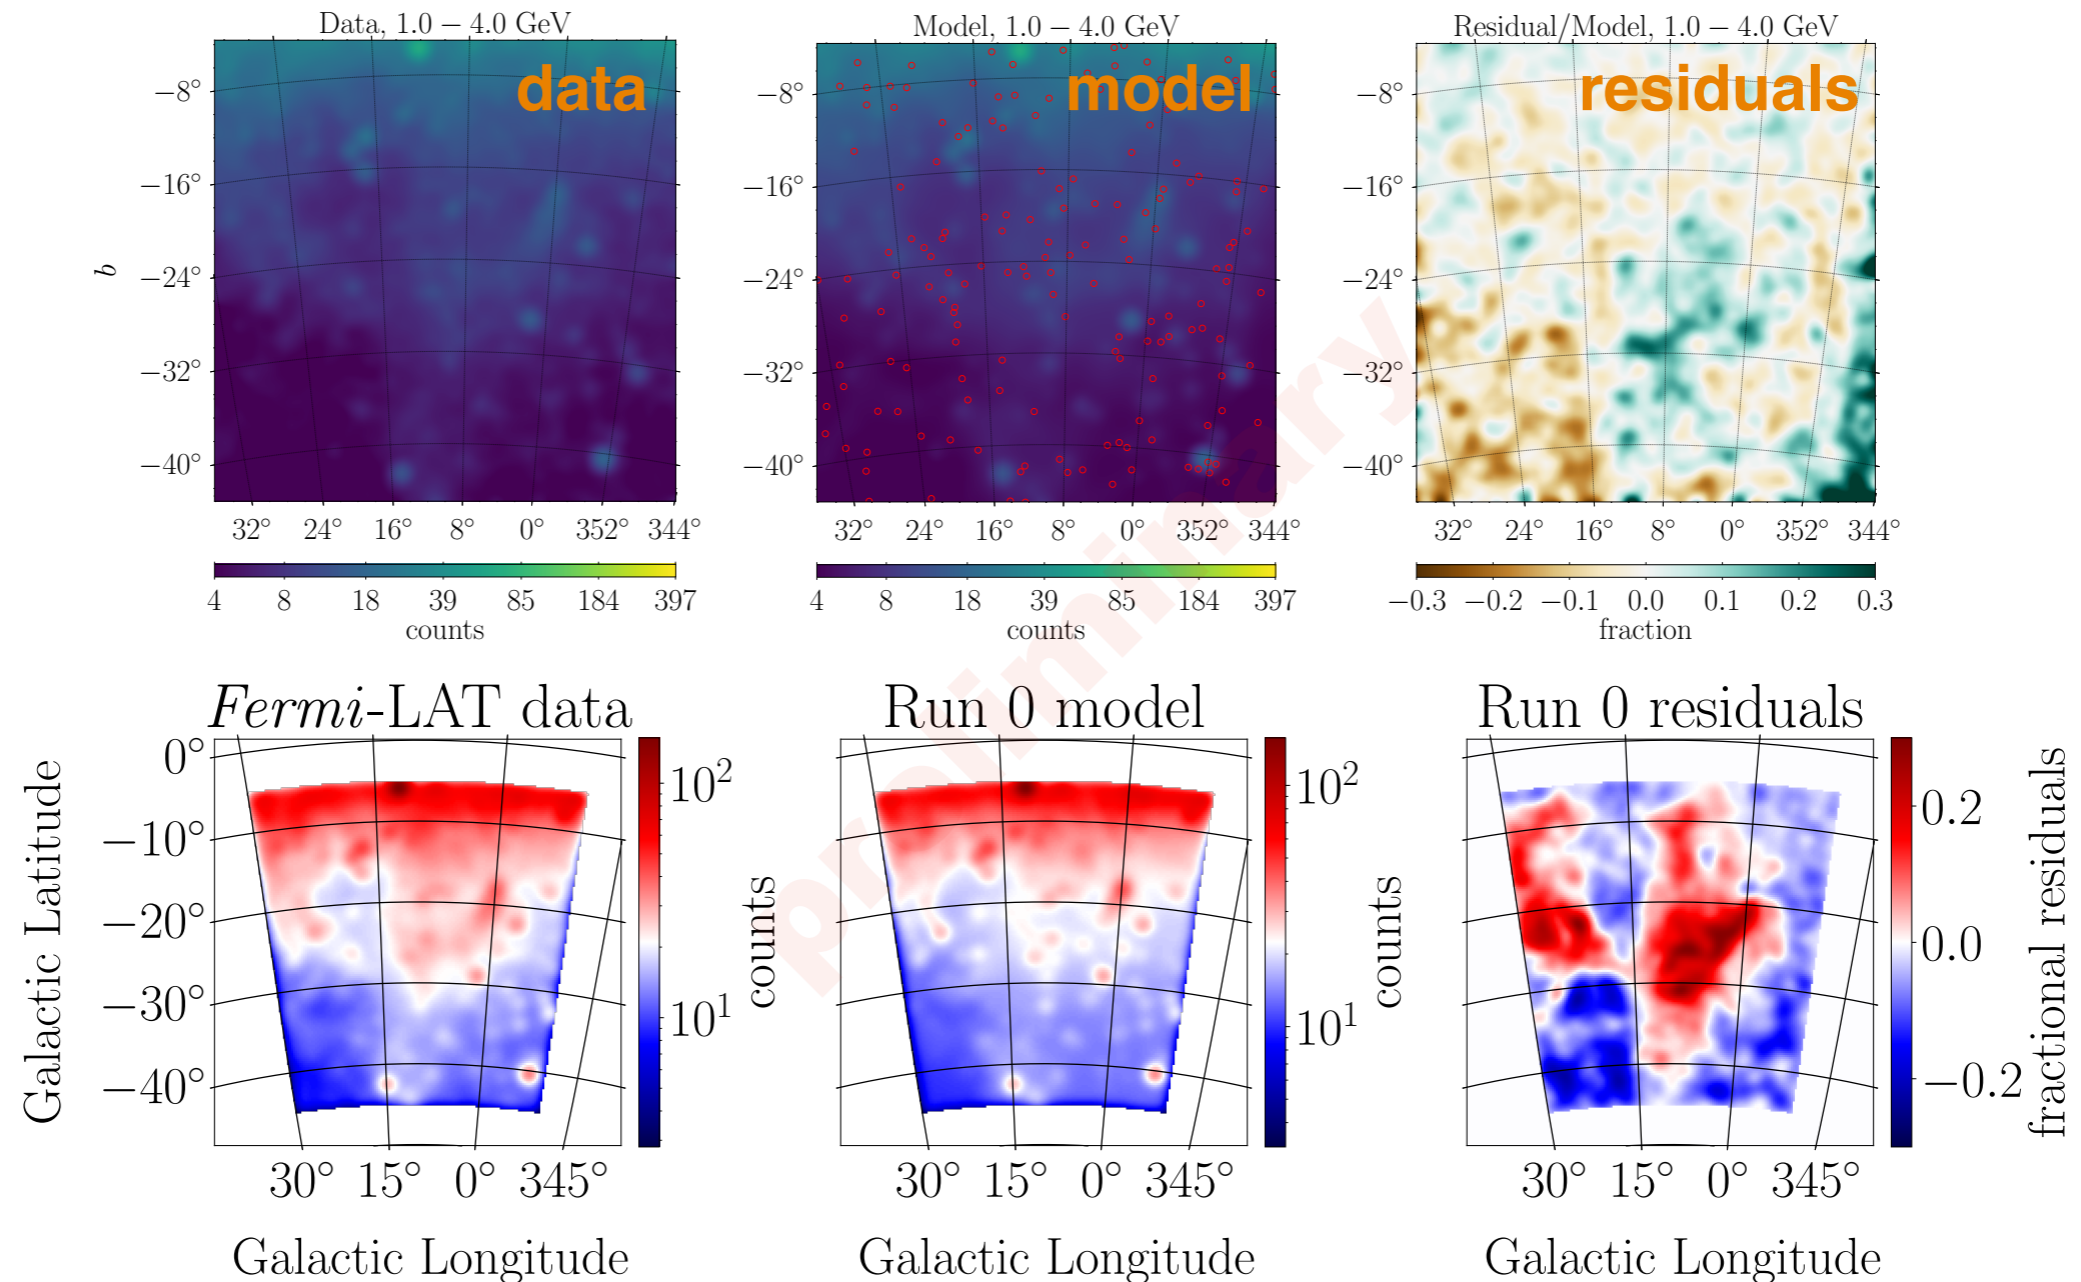 Data, 1.0 − 4.0 GeV
Model, 1.0 − 4.0 GeV
Residual/Model, 1.0 − 4.0 GeV
data
model
residuals
−8°
−16°
−24°
−32°
−40°
b
−8°
−16°
−24°
−32°
−40°
−8°
−16°
−24°
−32°
−40°
32° 24° 16° 8° 0° 352° 344°
32° 24° 16° 8° 0° 352° 344°
32° 24° 16° 8° 0° 352° 344°
4 8 18 39 85 184 397
counts
4 8 18 39 85 184 397
counts
−0.3 −0.2 −0.1 0.0 0.1 0.2 0.3
fraction
preliminary
Fermi-LAT data
Run 0 model
Run 0 residuals
Galactic Latitude
0°
−10°
−20°
−30°
−40°
10²
10¹
counts
10²
10¹
counts
0.2
0.0
−0.2
fractional residuals
30° 15° 0° 345°
30° 15° 0° 345°
30° 15° 0° 345°
Galactic Longitude
Galactic Longitude
Galactic Longitude